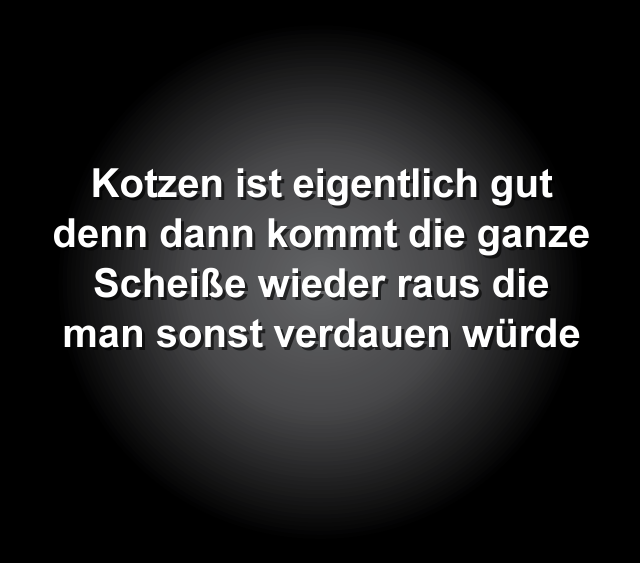 Kotzen ist eigentlich gut
denn dann kommt die ganze
Scheiße wieder raus die
man sonst verdauen würde